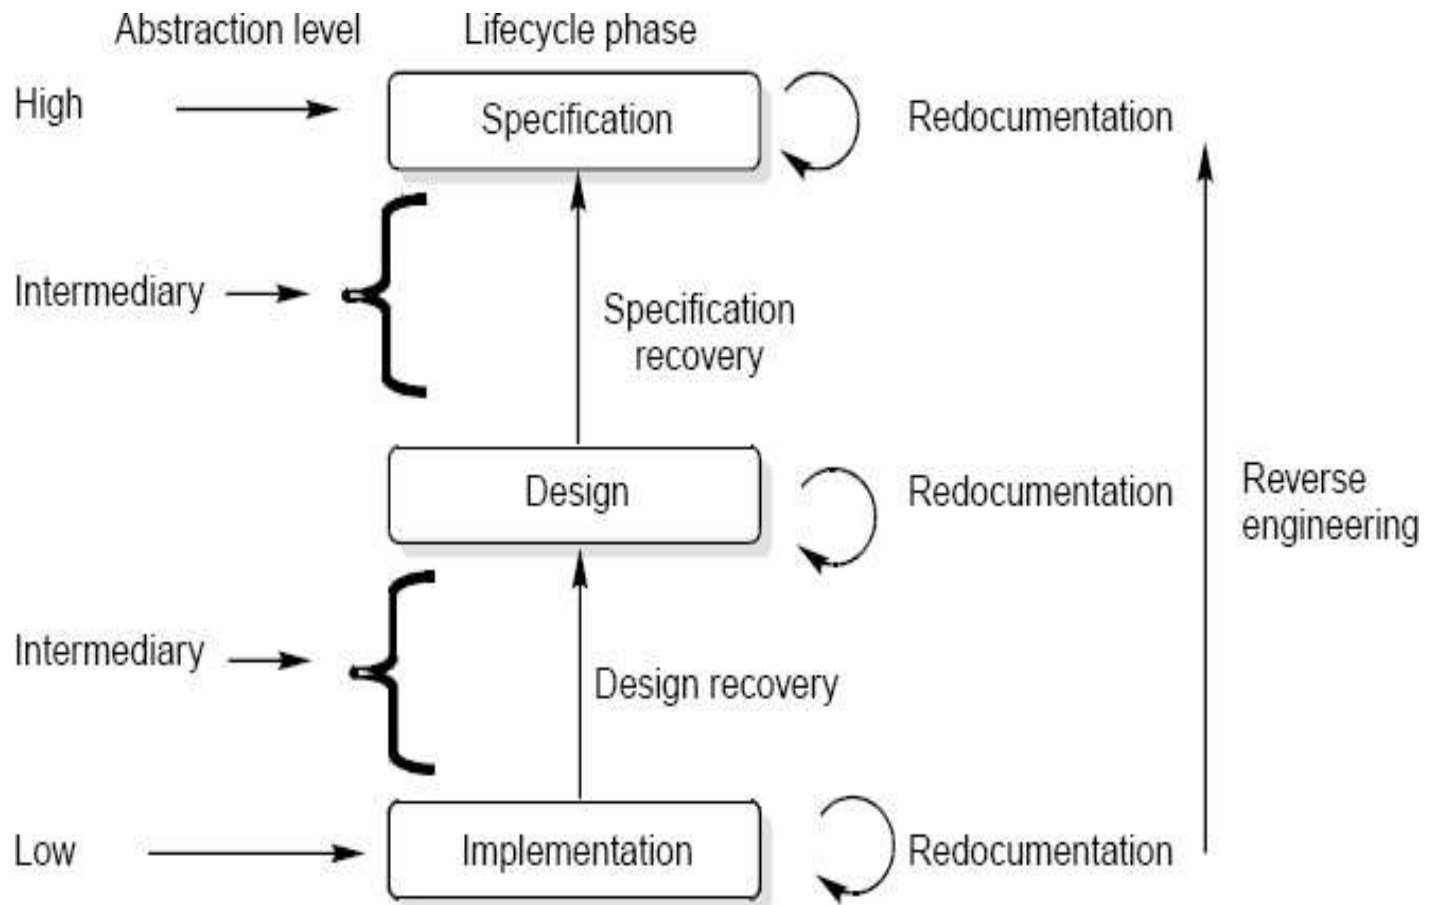 Abstraction level
Lifecycle phase
High
Specification
Redocumentation
Intermediary
Specification
recovery
Design
Redocumentation
Reverse
engineering
Intermediary
Design recovery
Low
Implementation
Redocumentation